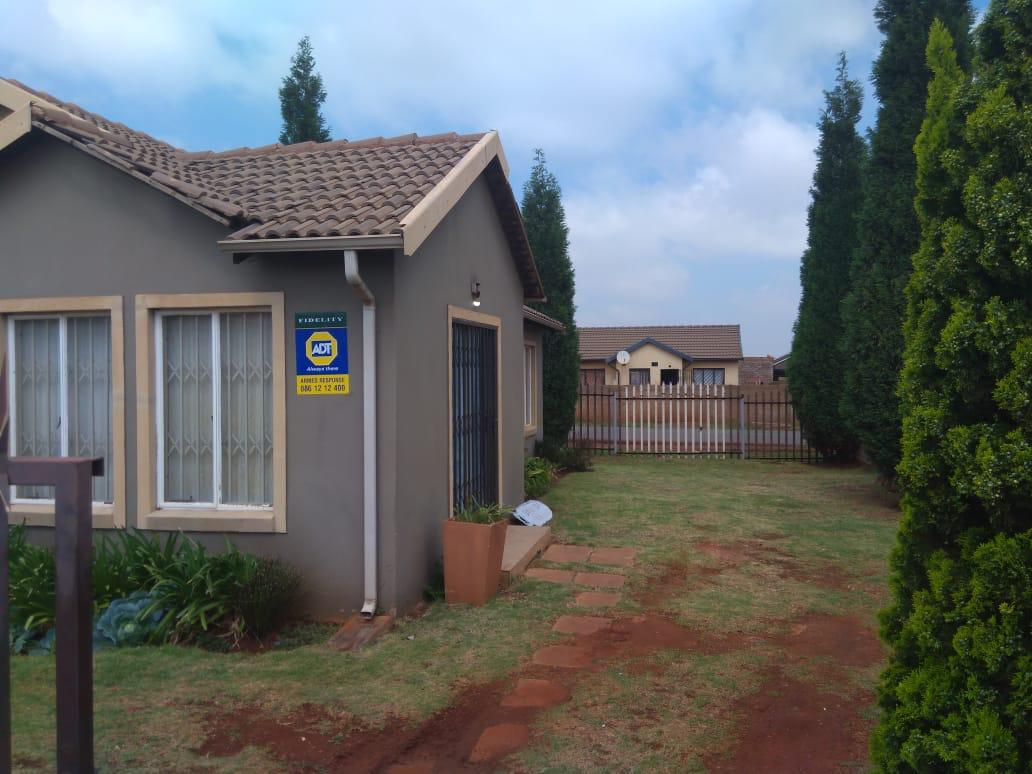 FIDELITY
ADT
Always there
ARMED RESPONSE
086 12 12 400